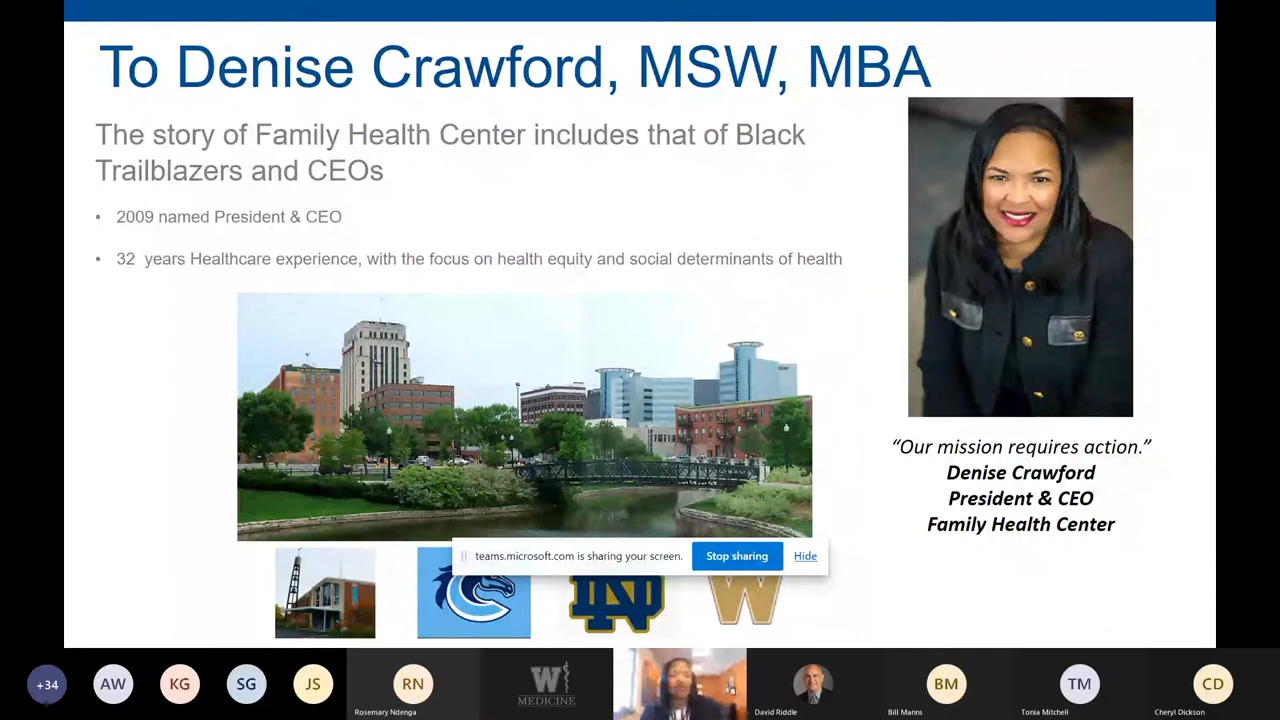 To Denise Crawford, MSW, MBA
The story of Family Health Center includes that of Black
Trailblazers and CEOs
• 2009 named President & CEO
• 32 years Healthcare experience, with the focus on health equity and social determinants of health
“Our mission requires action.”
Denise Crawford
President & CEO
Family Health Center
teams.microsoft.com is sharing your screen.
Stop sharing
Hide
C
ND
W
+34
AW
KG
SG
JS
RN
Rosemary Ndenga
W
MEDICINE
David Riddle
BM
Bill Manns
TM
Tonia Mitchell
CD
Cheryl Dickson